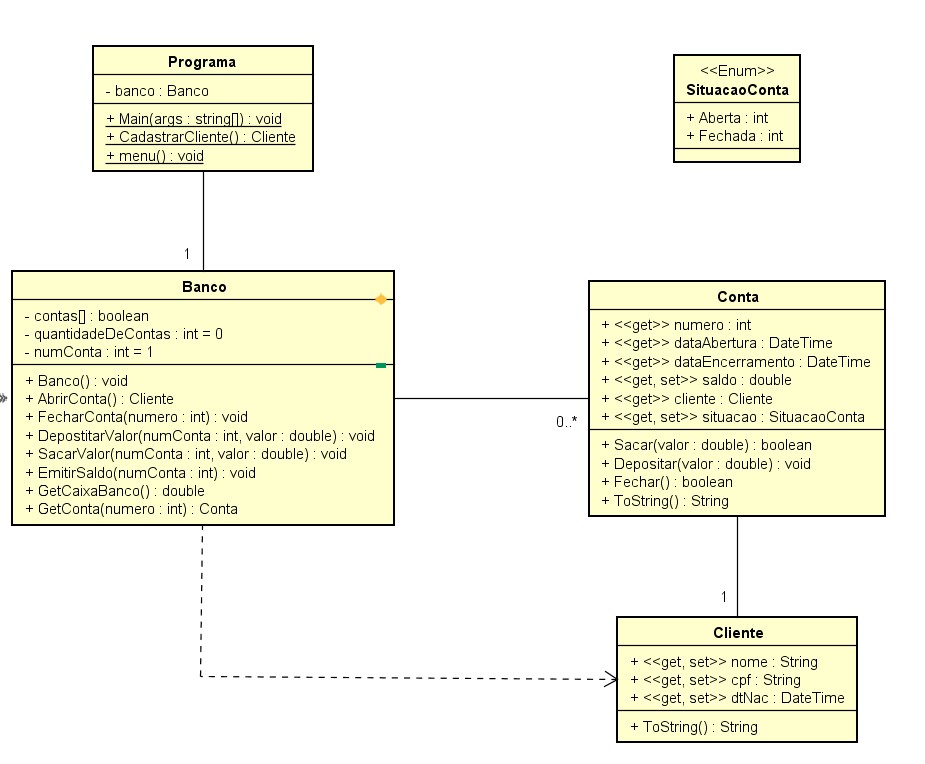 Programa
- banco : Banco
+ Main(args : string[]) : void
+ CadastrarCliente() : Cliente
+ menu() : void
<<Enum>>
SituacaoConta
+ Aberta : int
+ Fechada : int
1
Banco
- contas[] : boolean
- quantidadeDeContas : int = 0
- numConta : int = 1
+ Banco() : void
+ AbrirConta() : Cliente
+ FecharConta(numero : int) : void
+ DepostitarValor(numConta : int, valor : double) : void
+ SacarValor(numConta : int, valor : double) : void
+ EmitirSaldo(numConta : int) : void
+ GetCaixaBanco() : double
+ GetConta(numero : int) : Conta
0..*
Conta
+ <<get>> numero : int
+ <<get>> dataAbertura : DateTime
+ <<get>> dataEncerramento : DateTime
+ <<get, set>> saldo : double
+ <<get>> cliente : Cliente
+ <<get, set>> situacao : SituacaoConta
+ Sacar(valor : double) : boolean
+ Depositar(valor : double) : void
+ Fechar() : boolean
+ ToString() : String
1
Cliente
+ <<get, set>> nome : String
+ <<get, set>> cpf : String
+ <<get, set>> dtNac : DateTime
+ ToString() : String